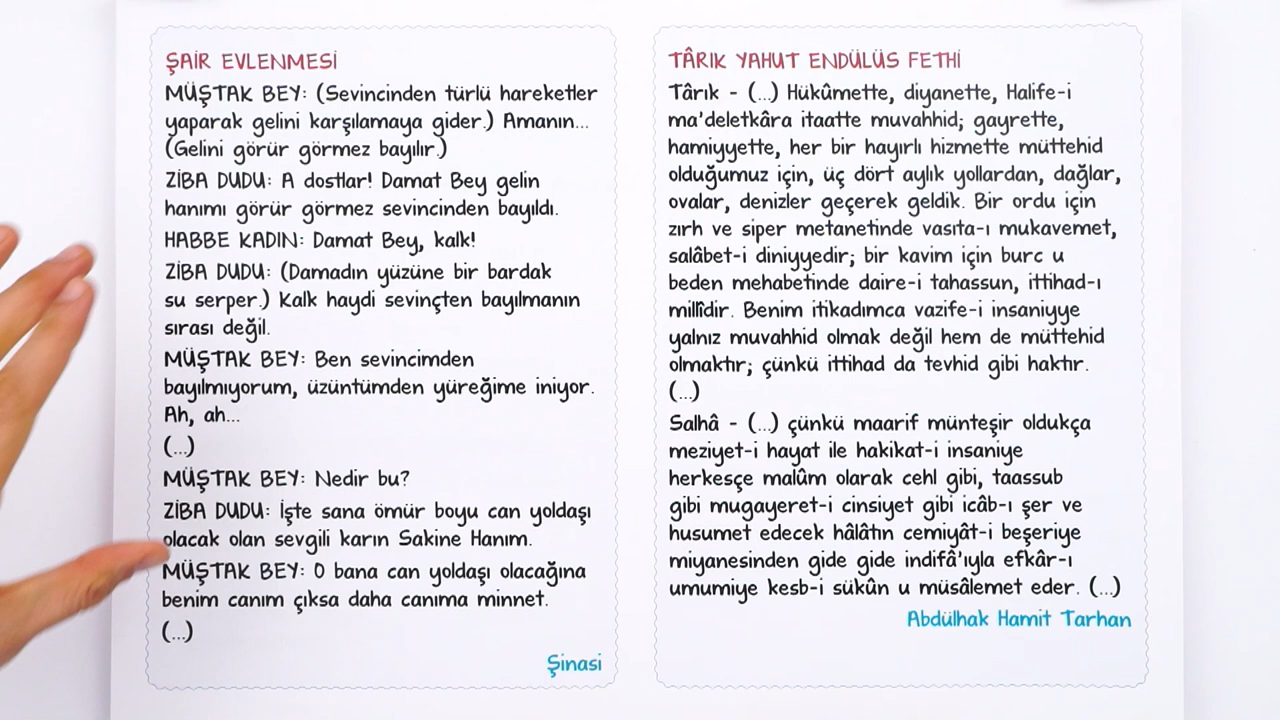 ŞAİR EVLENMESİ
MÜŞTAK BEY: (Sevincinden türlü hareketler
yaparak gelini karşılamaya gider.) Amanın...
(Gelini görür görmez bayılır.)
ZİBA DUDU: A dostlar! Damat Bey gelin
hanımı görür görmez sevincinden bayıldı.
HABBE KADIN: Damat Bey, kalk!
ZİBA DUDU: (Damadın yüzüne bir bardak
su serper.) Kalk haydi sevinçten bayılmanın
sırası değil.
MÜŞTAK BEY: Ben sevincimden
bayılmıyorum, üzüntümden yüreğime iniyor.
Ah, ah...
(...)
MÜŞTAK BEY: Nedir bu?
ZİBA DUDU: İşte sana ömür boyu can yoldaşı
olacak olan sevgili karın Sakine Hanım.
MÜŞTAK BEY: O bana can yoldaşı olacağına
benim canım çıksa daha canıma minnet.
(...)
Şinasi
TÂRIK YAHUT ENDÜLÜS FETHİ
Târık - (...) Hükûmette, diyanette, Halife-i
ma'deletkâra itaatte muvahhid; gayrette,
hamiyyette, her bir hayırlı hizmette müttehid
olduğumuz için, üç dört aylık yollardan, dağlar,
ovalar, denizler geçerek geldik. Bir ordu için
zırh ve siper metanetinde vasıta-ı mukavemet,
salâbet-i diniyyedir; bir kavim için burc u
beden mehabetinde daire-i tahassun, ittihad-ı
millîdir. Benim itikadımca vazife-i insaniyye
yalnız muvahhid olmak değil hem de müttehid
olmaktır; çünkü ittihad da tevhid gibi haktır.
(...)
Salhâ - (...) çünkü maarif münteşir oldukça
meziyet-i hayat ile hakikat-i insaniye
herkesçe malûm olarak cehl gibi, taassub
gibi mugayeret-i cinsiyet gibi icâb-ı şer ve
husumet edecek hâlâtın cemiyât-i beşeriye
miyanesinden gide gide indifâ'ıyla efkâr-ı
umumiye kesb-i sükûn u müsâlemet eder. (...)
Abdülhak Hamit Tarhan